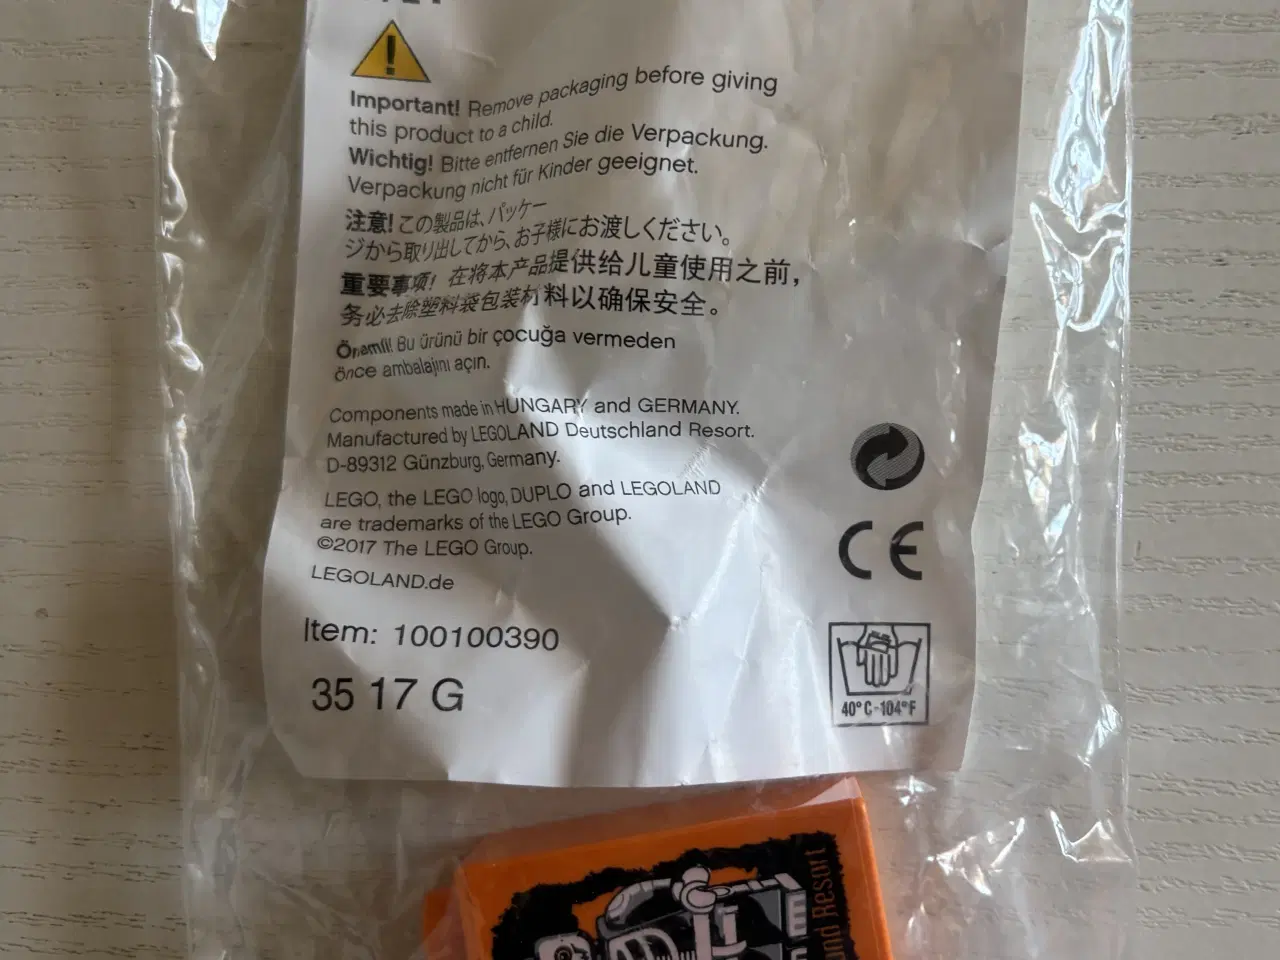 Important! Remove packaging before giving
this product to a child.
Wichtig! Bitte entfernen Sie die Verpackung.
Verpackung nicht für Kinder geeignet.
注意!この製品は、パッケー
ジから取り出してから、お子様にお渡しください。
重要事项! 在将本产品提供给儿童使用之前,
务必去除塑料袋包装材料以确保安全。
Önemli! Bu ürünü bir çocuğa vermeden
önce ambalajını açın.
Components made in HUNGARY and GERMANY.
Manufactured by LEGOLAND Deutschland Resort.
D-89312 Günzburg, Germany.
LEGO, the LEGO logo, DUPLO and LEGOLAND
are trademarks of the LEGO Group.
©2017 The LEGO Group.
LEGOLAND.de
CE
Item: 100100390
35 17 G
40°C-104°F
Resort